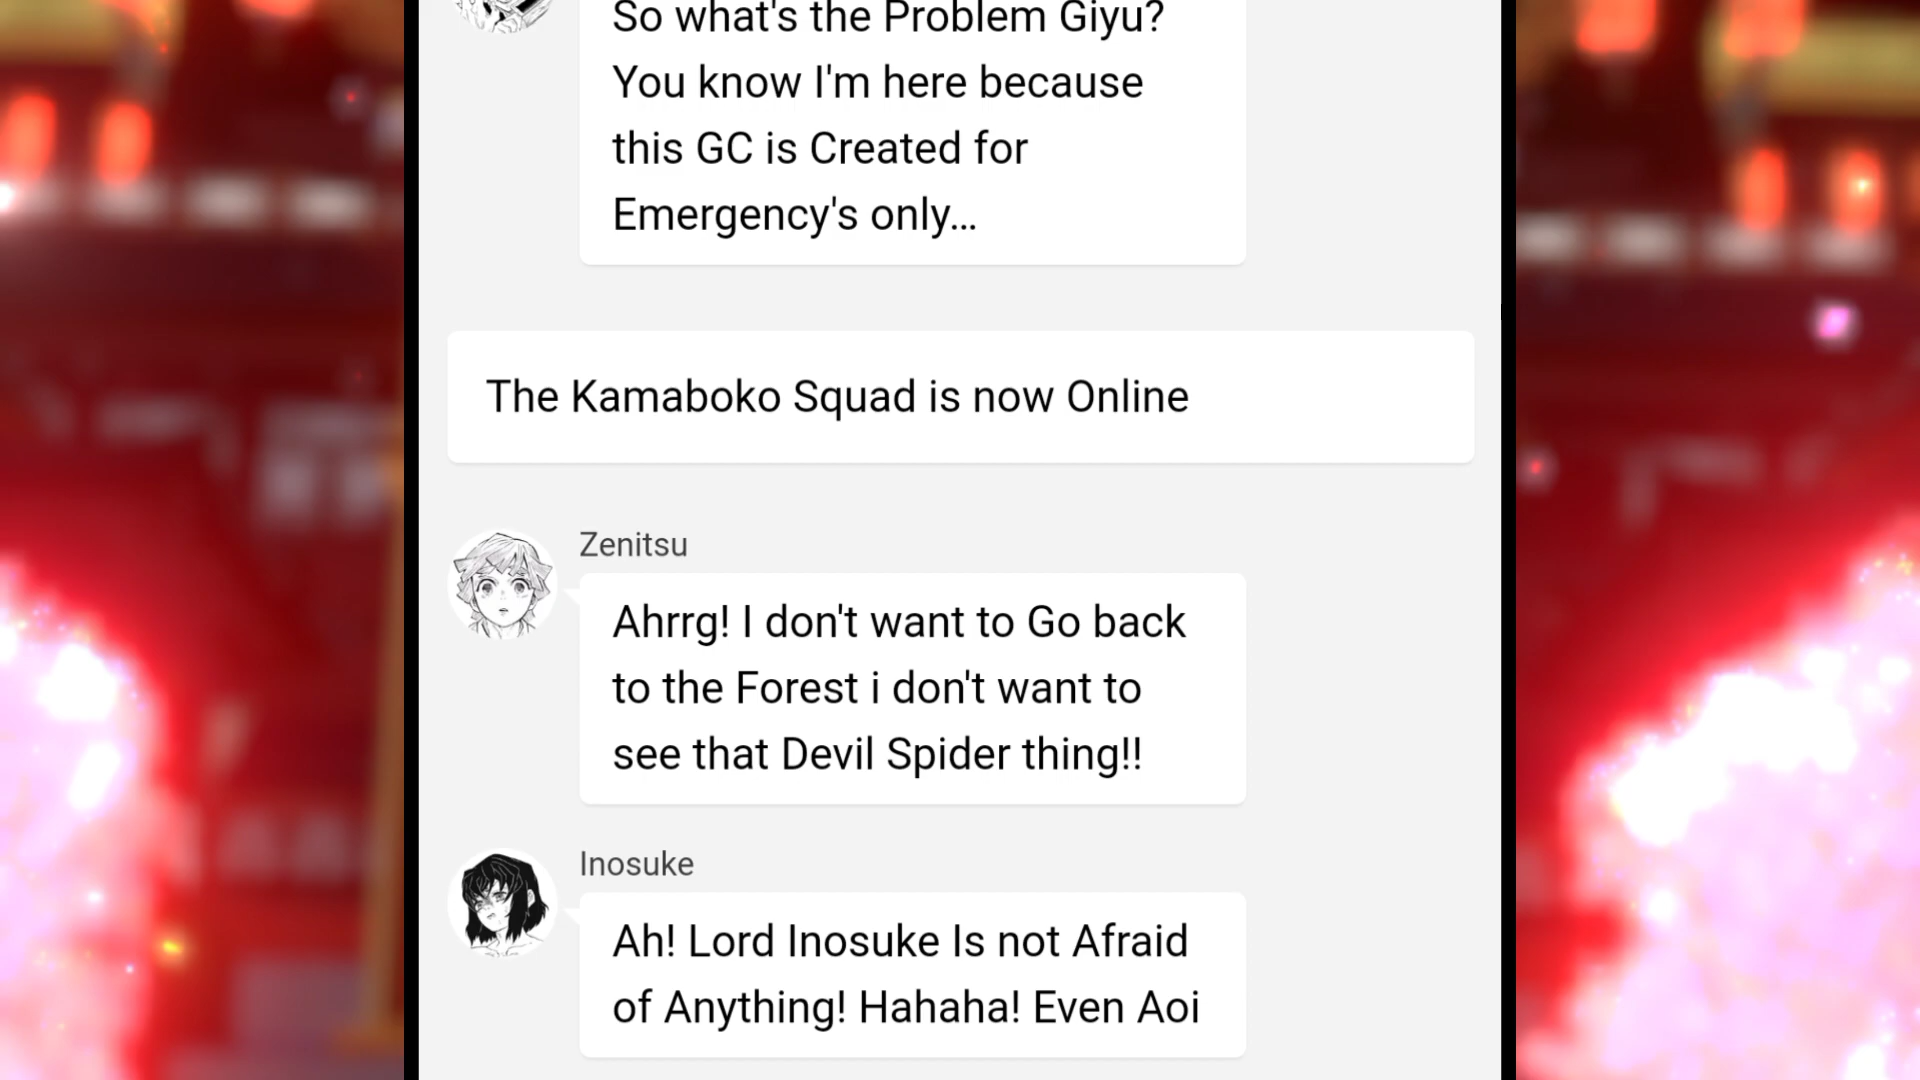 So what's the Problem Giyu?
You know I'm here because
this GC is Created for
Emergency's only...
The Kamaboko Squad is now Online
Zenitsu
Ahrrg! I don't want to Go back
to the Forest i don't want to
see that Devil Spider thing!!
Inosuke
Ah! Lord Inosuke Is not Afraid
of Anything! Hahaha! Even Aoi